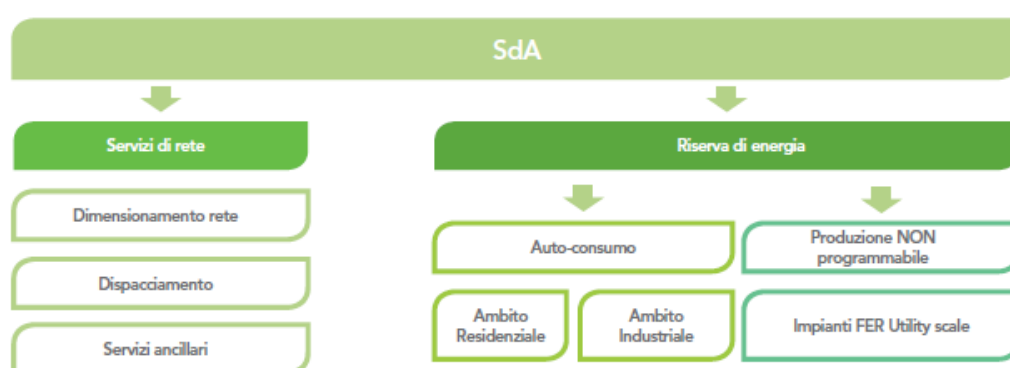 SdA
Servizi di rete
Riserva di energia
Dimensionamento rete
Dispacciamento
Servizi ancillari
Auto-consumo
Produzione NON
programmabile
Ambito
Residenziale
Ambito
Industriale
Impianti FER Utility scale